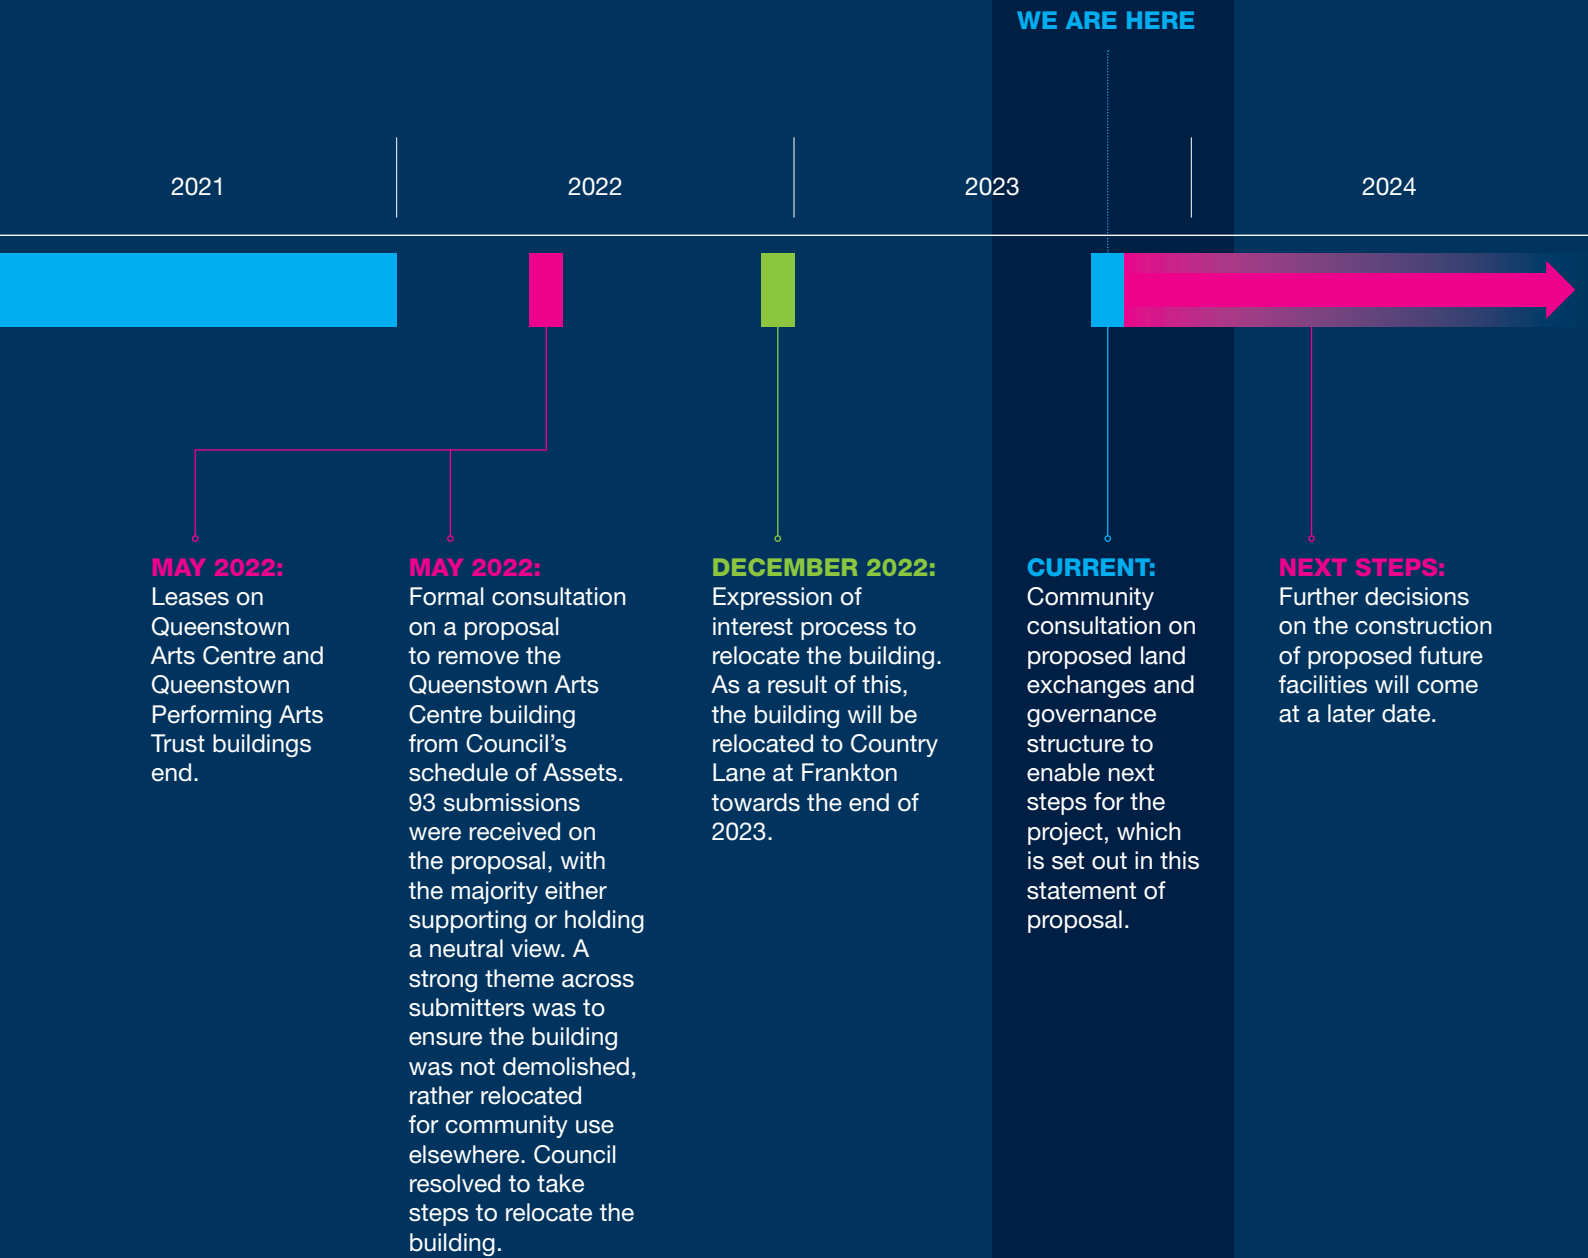 WE ARE HERE
2021
2022
2023
2024
MAY 2022:
Leases on
Queenstown
Arts Centre and
Queenstown
Performing Arts
Trust buildings
end.
MAY 2022:
Formal consultation
on a proposal
to remove the
Queenstown Arts
Centre building
from Council’s
schedule of Assets.
93 submissions
were received on
the proposal, with
the majority either
supporting or holding
a neutral view. A
strong theme across
submitters was to
ensure the building
was not demolished,
rather relocated
for community use
elsewhere. Council
resolved to take
steps to relocate the
building.
DECEMBER 2022:
Expression of
interest process to
relocate the building.
As a result of this,
the building will be
relocated to Country
Lane at Frankton
towards the end of
2023.
CURRENT:
Community
consultation on
proposed land
exchanges and
governance
structure to
enable next
steps for the
project, which
is set out in this
statement of
proposal.
NEXT STEPS:
Further decisions
on the construction
of proposed future
facilities will come
at a later date.